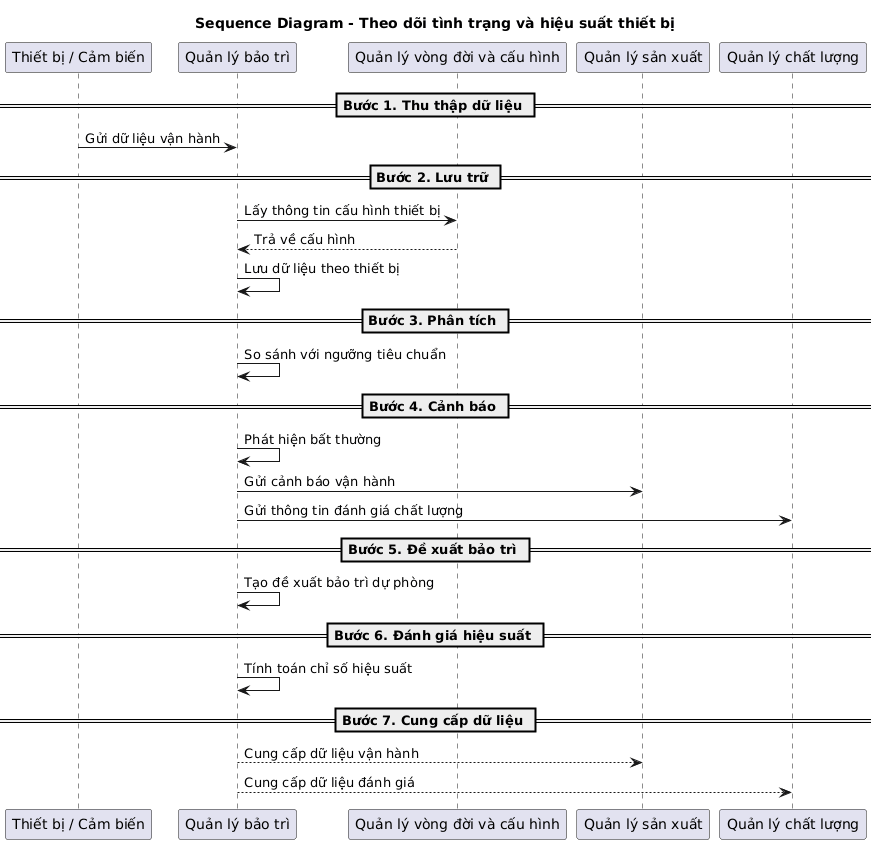 Sequence Diagram - Theo dõi tình trạng và hiệu suất thiết bị
Thiết bị / Cảm biến
Quản lý bảo trì
Quản lý vòng đời và cấu hình
Quản lý sản xuất
Quản lý chất lượng
Bước 1. Thu thập dữ liệu
Gửi dữ liệu vận hành
Bước 2. Lưu trữ
Lấy thông tin cấu hình thiết bị
Trả về cấu hình
Lưu dữ liệu theo thiết bị
Bước 3. Phân tích
So sánh với ngưỡng tiêu chuẩn
Bước 4. Cảnh báo
Phát hiện bất thường
Gửi cảnh báo vận hành
Gửi thông tin đánh giá chất lượng
Bước 5. Đề xuất bảo trì
Tạo đề xuất bảo trì dự phòng
Bước 6. Đánh giá hiệu suất
Tính toán chỉ số hiệu suất
Bước 7. Cung cấp dữ liệu
Cung cấp dữ liệu vận hành
Cung cấp dữ liệu đánh giá
Thiết bị / Cảm biến
Quản lý bảo trì
Quản lý vòng đời và cấu hình
Quản lý sản xuất
Quản lý chất lượng